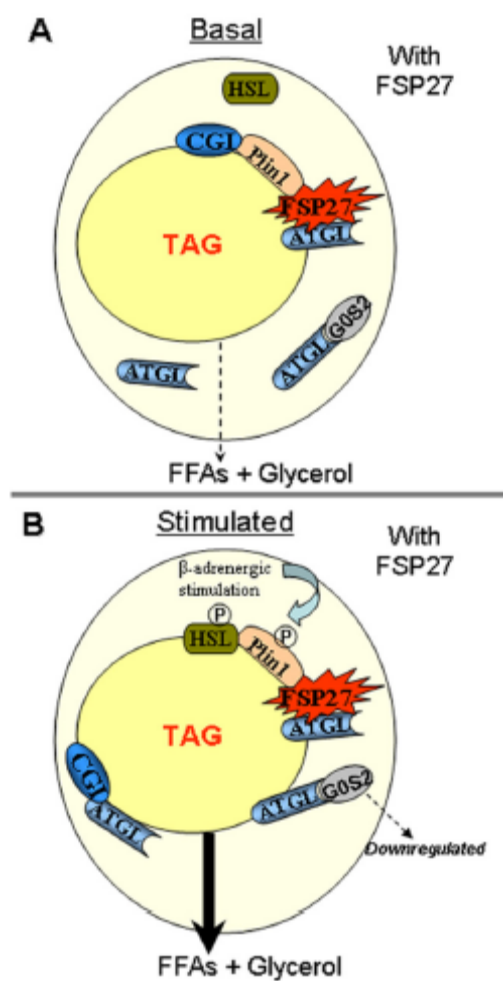 A
Basal
With
FSP27
HSL
CGI
Plin1
FSP27
ATGL
TAG
G0S2
ATGL
ATGL
FFAs + Glycerol
B
Stimulated
With
FSP27
β-adrenergic
stimulation
P
P
HSL
Plin1
FSP27
ATGL
TAG
CGI
ATGL
ATGL
G0S2
Downregulated
FFAs + Glycerol